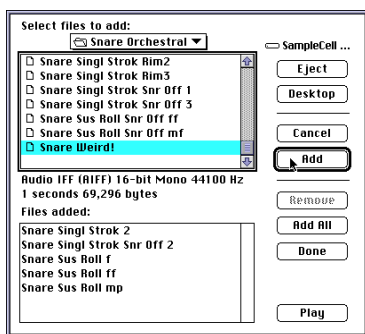 Select files to add:
Snare Orchestral
SampleCell ...
Snare Singl Strok Rim2
Snare Singl Strok Rim3
Snare Singl Strok Snr Off 1
Snare Singl Strok Snr Off 3
Snare Sus Roll Snr Off ff
Snare Sus Roll Snr Off mf
Snare Weird!
Eject
Desktop
Cancel
Add
Audio IFF (AIFF) 16-bit Mono 44100 Hz
1 seconds 69,296 bytes
Files added:
Snare Singl Strok 2
Snare Singl Strok Snr Off 2
Snare Sus Roll f
Snare Sus Roll ff
Snare Sus Roll mp
Remove
Add All
Done
Play